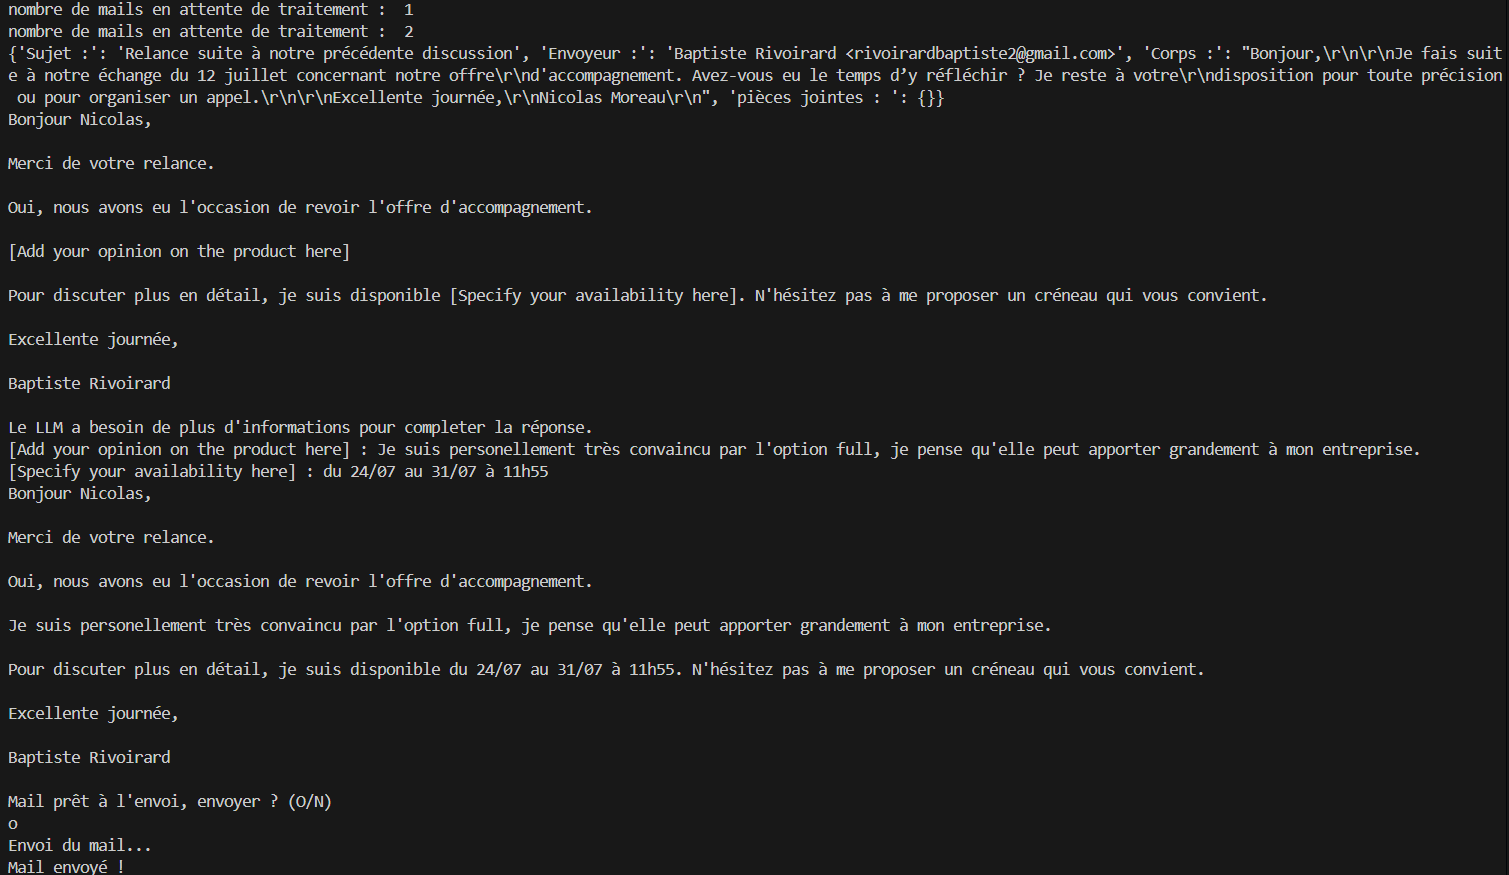 nombre de mails en attente de traitement :  1
nombre de mails en attente de traitement :  2
{'Sujet :': 'Relance suite à notre précédente discussion', 'Envoyeur :': 'Baptiste Rivoirard <rivoirardbaptiste2@gmail.com>', 'Corps :': "Bonjour,\r\n\r\nJe fais suit
e à notre échange du 12 juillet concernant notre offre\r\nd'accompagnement. Avez-vous eu le temps d’y réfléchir ? Je reste à votre\r\ndisposition pour toute précision
 ou pour organiser un appel.\r\n\r\nExcellente journée,\r\nNicolas Moreau\r\n", 'pièces jointes : ': {}}
Bonjour Nicolas,

Merci de votre relance.

Oui, nous avons eu l'occasion de revoir l'offre d'accompagnement.

[Add your opinion on the product here]

Pour discuter plus en détail, je suis disponible [Specify your availability here]. N'hésitez pas à me proposer un créneau qui vous convient.

Excellente journée,

Baptiste Rivoirard

Le LLM a besoin de plus d'informations pour completer la réponse.
[Add your opinion on the product here] : Je suis personellement très convaincu par l'option full, je pense qu'elle peut apporter grandement à mon entreprise.
[Specify your availability here] : du 24/07 au 31/07 à 11h55
Bonjour Nicolas,

Merci de votre relance.

Oui, nous avons eu l'occasion de revoir l'offre d'accompagnement.

Je suis personellement très convaincu par l'option full, je pense qu'elle peut apporter grandement à mon entreprise.

Pour discuter plus en détail, je suis disponible du 24/07 au 31/07 à 11h55. N'hésitez pas à me proposer un créneau qui vous convient.

Excellente journée,

Baptiste Rivoirard

Mail prêt à l'envoi, envoyer ? (O/N)
o
Envoi du mail...
Mail envoyé !